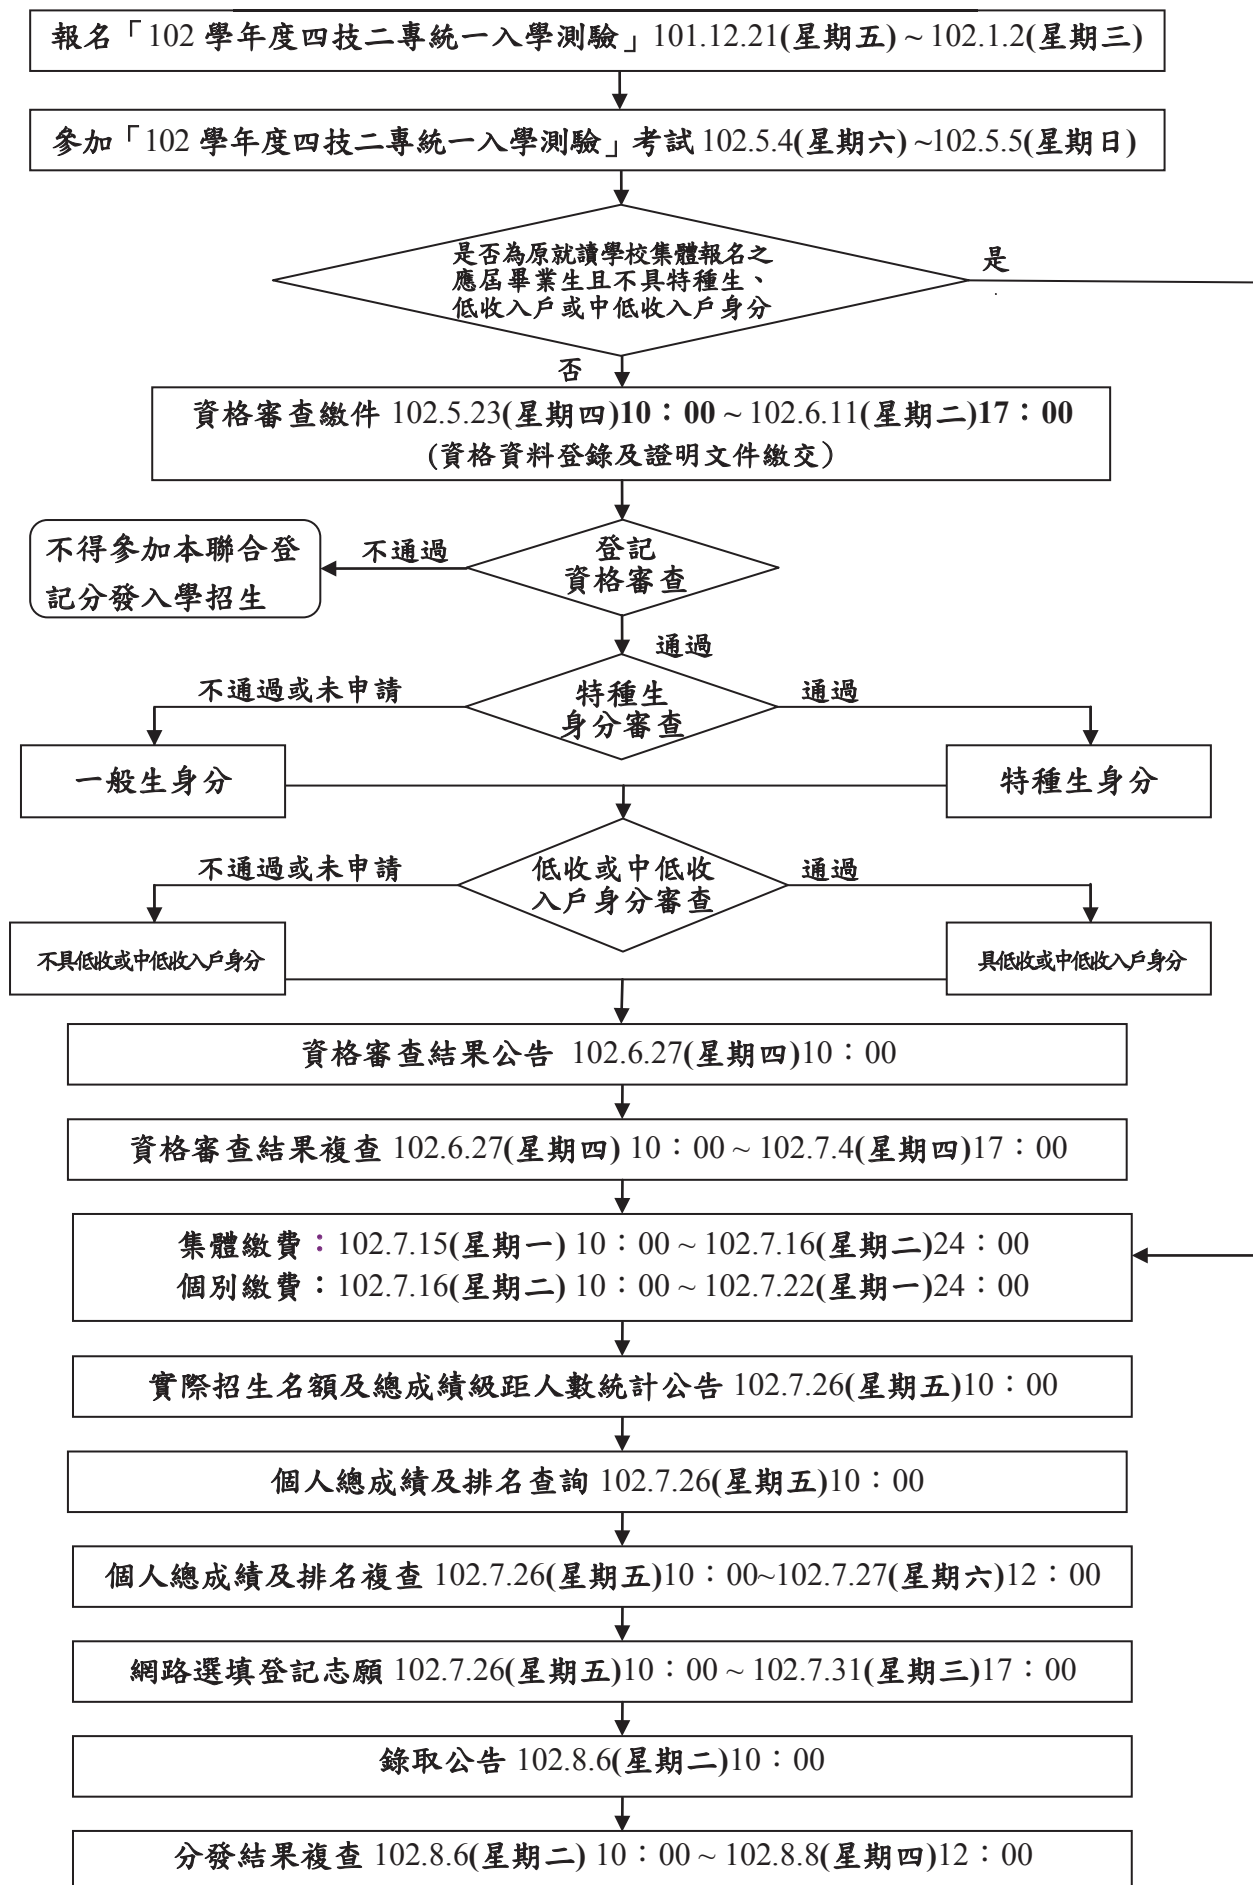 報名「102 學年度四技二專統一入學測驗」101.12.21(星期五) ~ 102.1.2(星期三)
參加「102 學年度四技二專統一入學測驗」考試 102.5.4(星期六) ~102.5.5(星期日)
是否為原就讀學校集體報名之
應屆畢業生且不具特種生、
低收入戶或中低收入戶身分
是
否
資格審查繳件 102.5.23(星期四)10：00 ~ 102.6.11(星期二)17：00
(資格資料登錄及證明文件繳交)
登記
資格審查
不通過
不得參加本聯合登
記分發入學招生
通過
特種生
身分審查
不通過或未申請
通過
一般生身分
特種生身分
低收或中低收
入戶身分審查
不通過或未申請
通過
不具低收或中低收入戶身分
具低收或中低收入戶身分
資格審查結果公告 102.6.27(星期四)10：00
資格審查結果複查 102.6.27(星期四) 10：00 ~ 102.7.4(星期四)17：00
集體繳費：102.7.15(星期一) 10：00 ~ 102.7.16(星期二)24：00
個別繳費：102.7.16(星期二) 10：00 ~ 102.7.22(星期一)24：00
實際招生名額及總成績級距人數統計公告 102.7.26(星期五)10：00
個人總成績及排名查詢 102.7.26(星期五)10：00
個人總成績及排名複查 102.7.26(星期五)10：00~102.7.27(星期六)12：00
網路選填登記志願 102.7.26(星期五)10：00 ~ 102.7.31(星期三)17：00
錄取公告 102.8.6(星期二)10：00
分發結果複查 102.8.6(星期二) 10：00 ~ 102.8.8(星期四)12：00